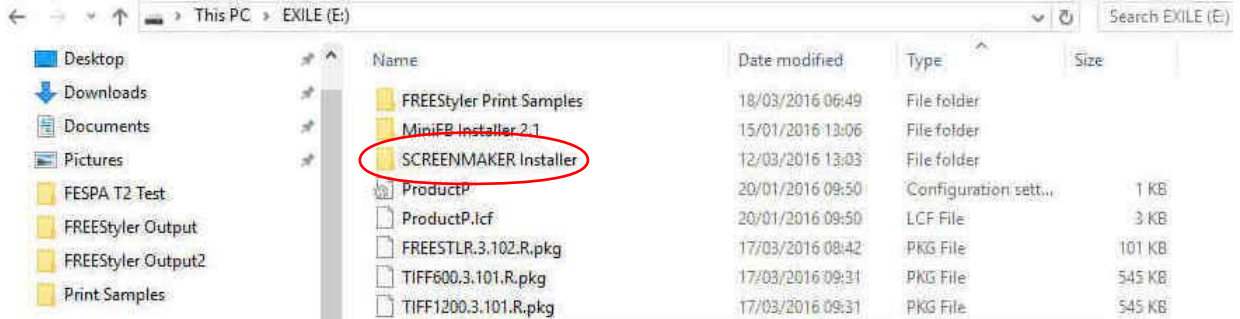 This PC › EXILE (E:) Search EXILE (E:)
Desktop
Downloads
Documents
Pictures
FESPA T2 Test
FREEStyler Output
FREEStyler Output2
Print Samples
Name Date modified Type Size
FREEStyler Print Samples 18/03/2016 06:49 File folder
MiniFB Installer 2.1 15/01/2016 13:06 File folder
SCREENMAKER Installer 12/03/2016 13:03 File folder
ProductP 20/01/2016 09:50 Configuration sett... 1 KB
ProductP.lcf 20/01/2016 09:50 LCF File 3 KB
FREESTLR.3.102.R.pkg 17/03/2016 08:42 PKG File 101 KB
TIFF600.3.101.R.pkg 17/03/2016 09:31 PKG File 545 KB
TIFF1200.3.101.R.pkg 17/03/2016 09:31 PKG File 545 KB